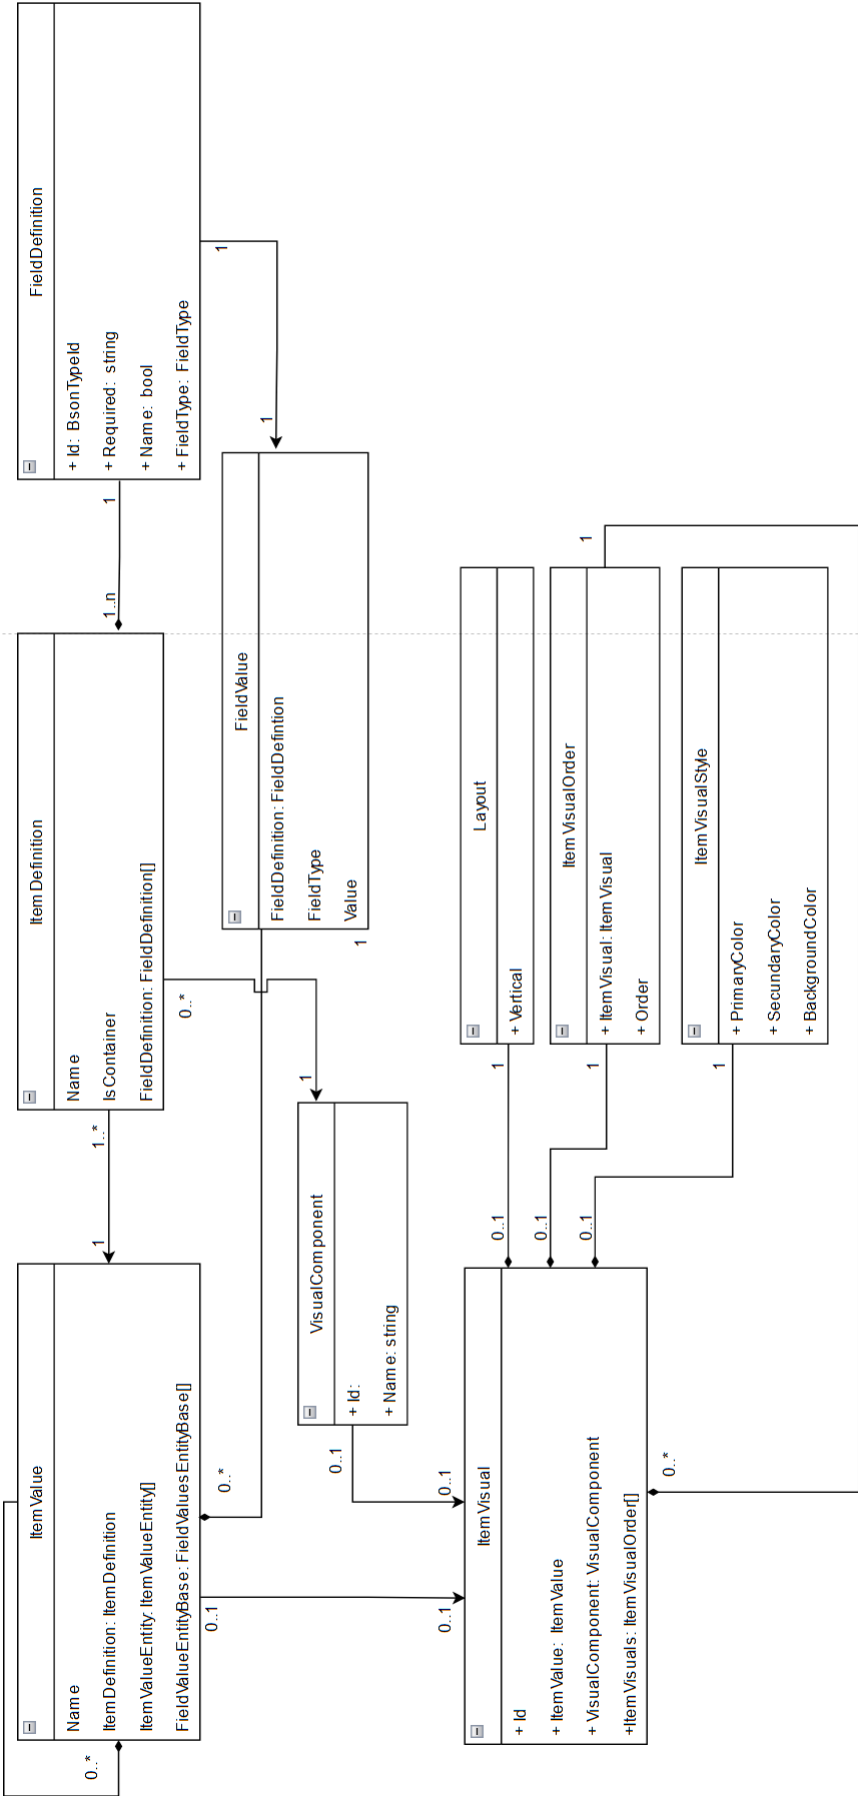 ItemValue
Name
ItemDefinition: ItemDefinition
ItemValueEntity: ItemValueEntity[]
FieldValueEntityBase: FieldValuesEntityBase[]
0..*
0..*
0..1
1
1..*
Item Definition
Name
IsContainer
FieldDefinition: FieldDefinition[]
0..*
1..n
1
FieldDefinition
+ Id: BsonTypeId
+ Required: string
+ Name: bool
+ FieldType: FieldType
1
1
FieldValue
FieldDefinition: FieldDefintion
FieldType
Value
1
1
VisualComponent
+ Id:
+ Name: string
0..1
0..1
0..1
ItemVisual
+ Id
+ ItemValue: ItemValue
+ VisualComponent: VisualComponent
+ItemVisuals: ItemVisualOrder[]
0..*
0..1
0..1
0..1
1
Layout
+ Vertical
1
ItemVisualOrder
+ ItemVisual: ItemVisual
+ Order
1
1
ItemVisualStyle
+ PrimaryColor
+ SecundaryColor
+ BackgroundColor